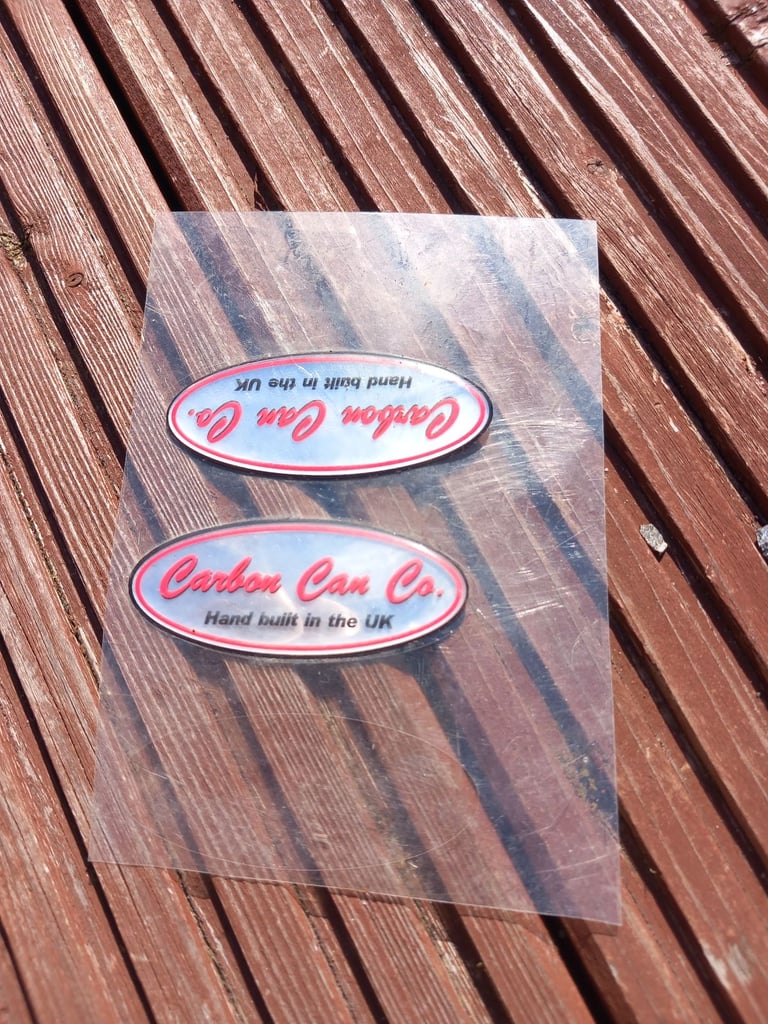 Carbon Can Co.
Hand built in the UK
Carbon Can Co.
Hand built in the UK